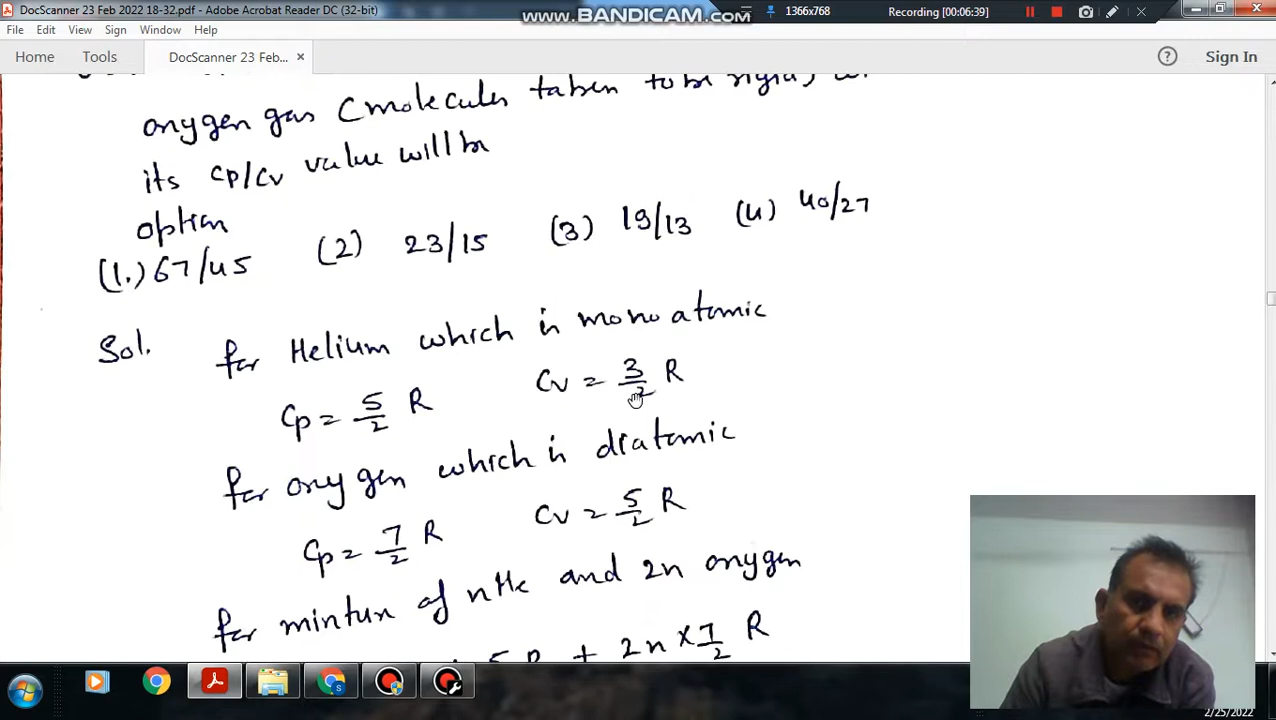 DocScanner 23 Feb 2022 18-32.pdf - Adobe Acrobat Reader DC (32-bit)
www.BANDICAM.com
1366x768
Recording [00:06:39]
File Edit View Sign Window Help
Home Tools DocScanner 23 Feb... × Sign In
oxygen gas (molecules taken to be rigid)
its Cp/Cv value will be
option
(1.) 67/45 (2) 23/15 (3) 19/13 (4) 40/27
Sol. for Helium which is mono atomic
Cp = 5/2 R Cv = 3/2 R
for oxygen which is diatomic
Cp = 7/2 R Cv = 5/2 R
for mixture of nHe and 2n oxygen
+ 2n × 7/2 R
2/25/2022